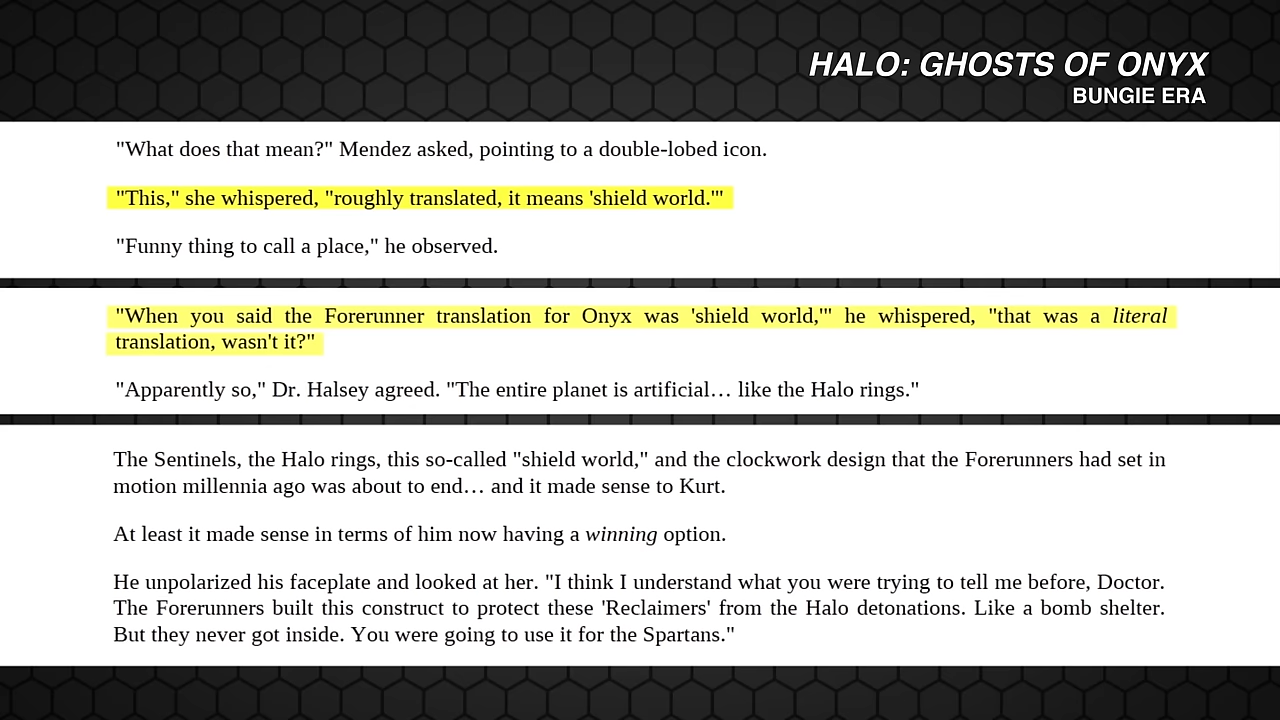 HALO: GHOSTS OF ONYX
BUNGIE ERA
"What does that mean?" Mendez asked, pointing to a double-lobed icon.
"This," she whispered, "roughly translated, it means 'shield world.'"
"Funny thing to call a place," he observed.
"When you said the Forerunner translation for Onyx was 'shield world,'" he whispered, "that was a literal
translation, wasn't it?"
"Apparently so," Dr. Halsey agreed. "The entire planet is artificial… like the Halo rings."
The Sentinels, the Halo rings, this so-called "shield world," and the clockwork design that the Forerunners had set in
motion millennia ago was about to end… and it made sense to Kurt.
At least it made sense in terms of him now having a winning option.
He unpolarized his faceplate and looked at her. "I think I understand what you were trying to tell me before, Doctor.
The Forerunners built this construct to protect these 'Reclaimers' from the Halo detonations. Like a bomb shelter.
But they never got inside. You were going to use it for the Spartans."